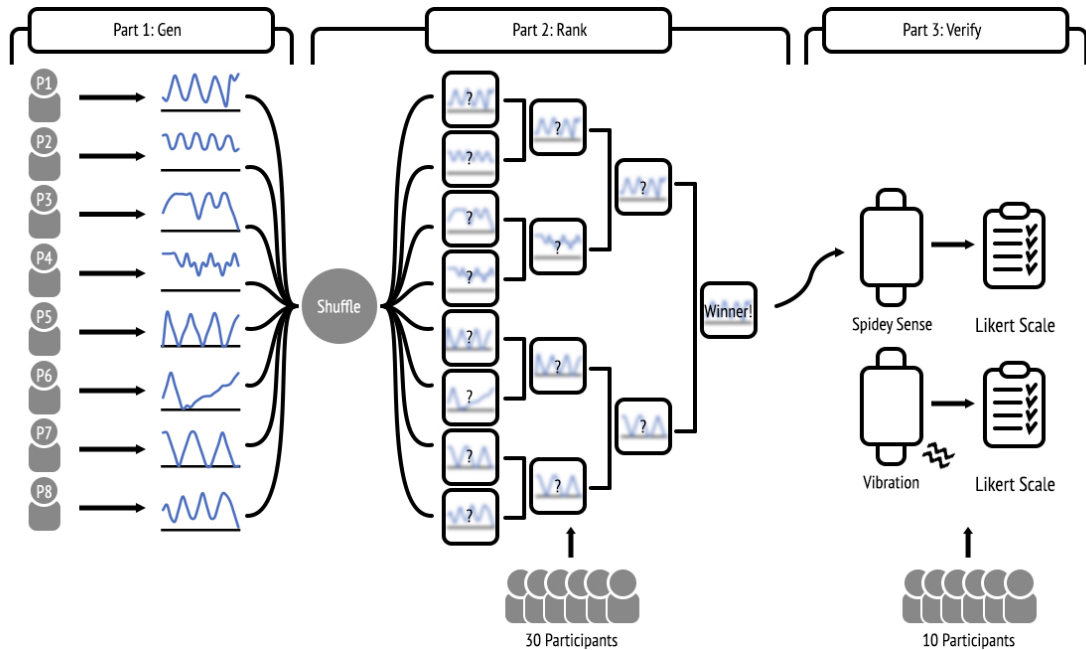 Part 1: Gen
Part 2: Rank
Part 3: Verify
P1
P2
P3
P4
P5
P6
P7
P8
Shuffle
?
?
?
?
?
?
?
?
?
?
?
?
?
?
Winner!
Spidey Sense
Likert Scale
Vibration
Likert Scale
30 Participants
10 Participants